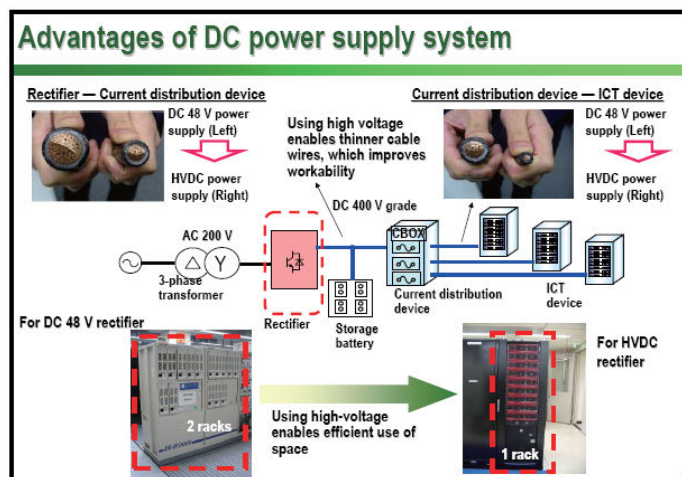 Advantages of DC power supply system
Rectifier — Current distribution device
DC 48 V power
supply (Left)
HVDC power
supply (Right)
Using high voltage
enables thinner cable
wires, which improves
workability
Current distribution device — ICT device
DC 48 V power
supply (Left)
HVDC power
supply (Right)
DC 400 V grade
AC 200 V
Y
3-phase
transformer
Rectifier
Storage
battery
CBOX
Current distribution
device
ICT
device
For DC 48 V rectifier
2 racks
Using high-voltage
enables efficient use of
space
For HVDC
rectifier
1 rack